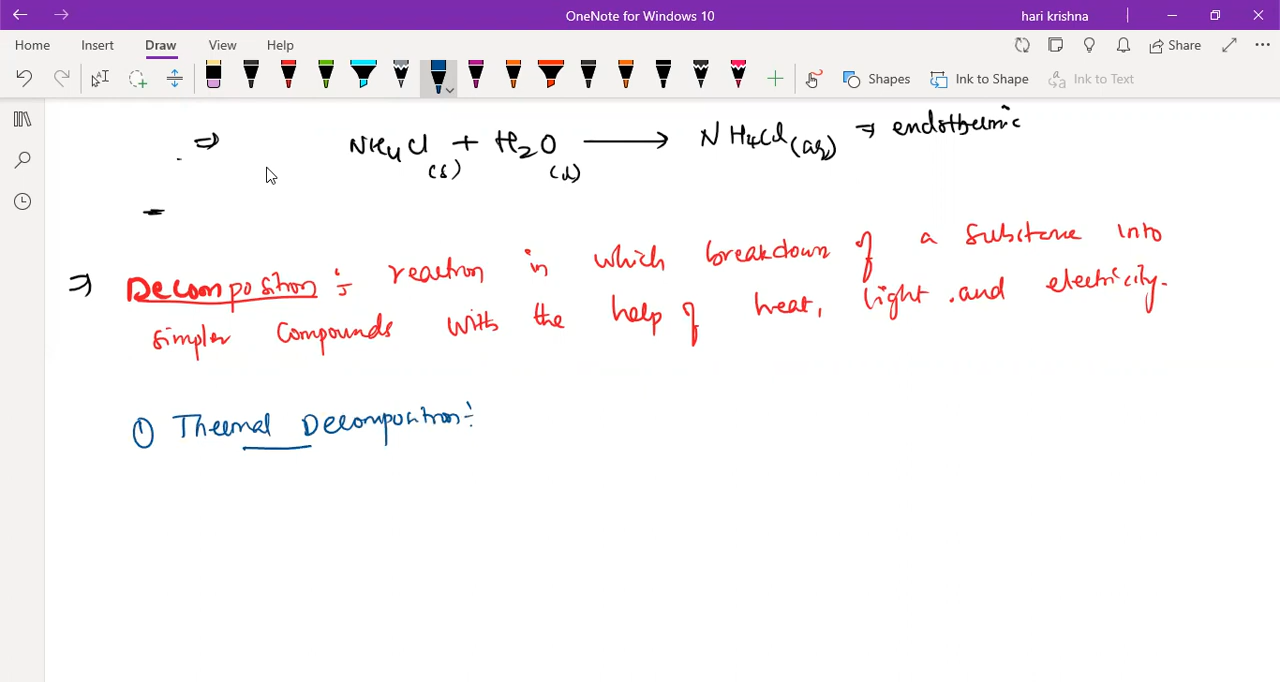 OneNote for Windows 10
hari krishna
Home Insert Draw View Help
Share
Shapes
Ink to Shape
Ink to Text
⇒ NH4Cl (s) + H2O (l) ⟶ NH4Cl (aq) ⇒ endothermic
⇒ Decomposition ÷ reaction in which breakdown of a substance into
simpler compounds with the help of heat, light .and electricity.
① Thermal Decomposition ÷